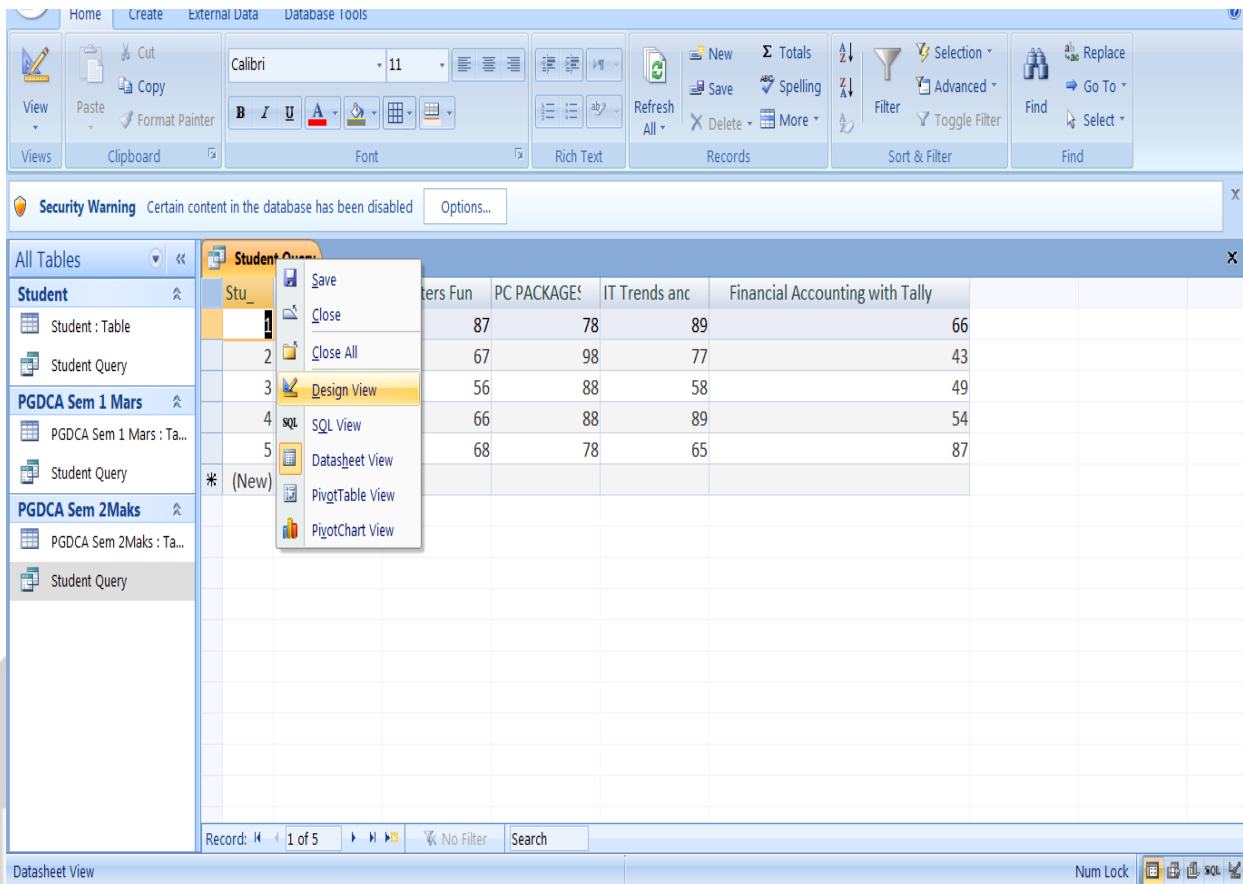 Home Create External Data Database Tools
Cut
Copy
Format Painter
View
Paste
Calibri 11
B I U A
Refresh All
New
Save
Delete
Σ Totals
Spelling
More
Filter
Selection
Advanced
Toggle Filter
Find
Replace
Go To
Select
Views Clipboard Font Rich Text Records Sort & Filter Find
Security Warning Certain content in the database has been disabled Options... X
All Tables «
Student
Student : Table
Student Query
PGDCA Sem 1 Mars
PGDCA Sem 1 Mars : Ta...
Student Query
PGDCA Sem 2Maks
PGDCA Sem 2Maks : Ta...
Student Query
Student Query X
Stu_ ters Fun PC PACKAGES IT Trends anc Financial Accounting with Tally
1 87 78 89 66
2 67 98 77 43
3 56 88 58 49
4 66 88 89 54
5 68 78 65 87
* (New)
Save
Close
Close All
Design View
SQL SQL View
Datasheet View
PivotTable View
PivotChart View
Record: 1 of 5 No Filter Search
Datasheet View Num Lock SQL